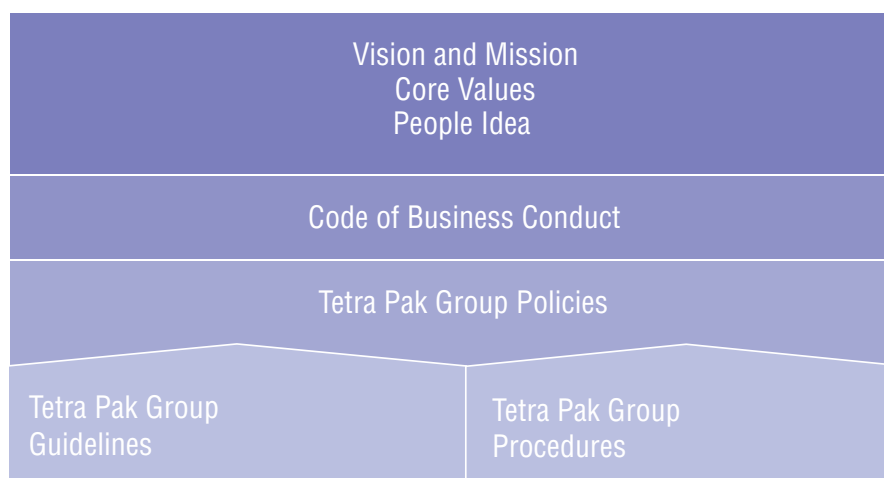 Vision and Mission
Core Values
People Idea
Code of Business Conduct
Tetra Pak Group Policies
Tetra Pak Group
Guidelines
Tetra Pak Group
Procedures